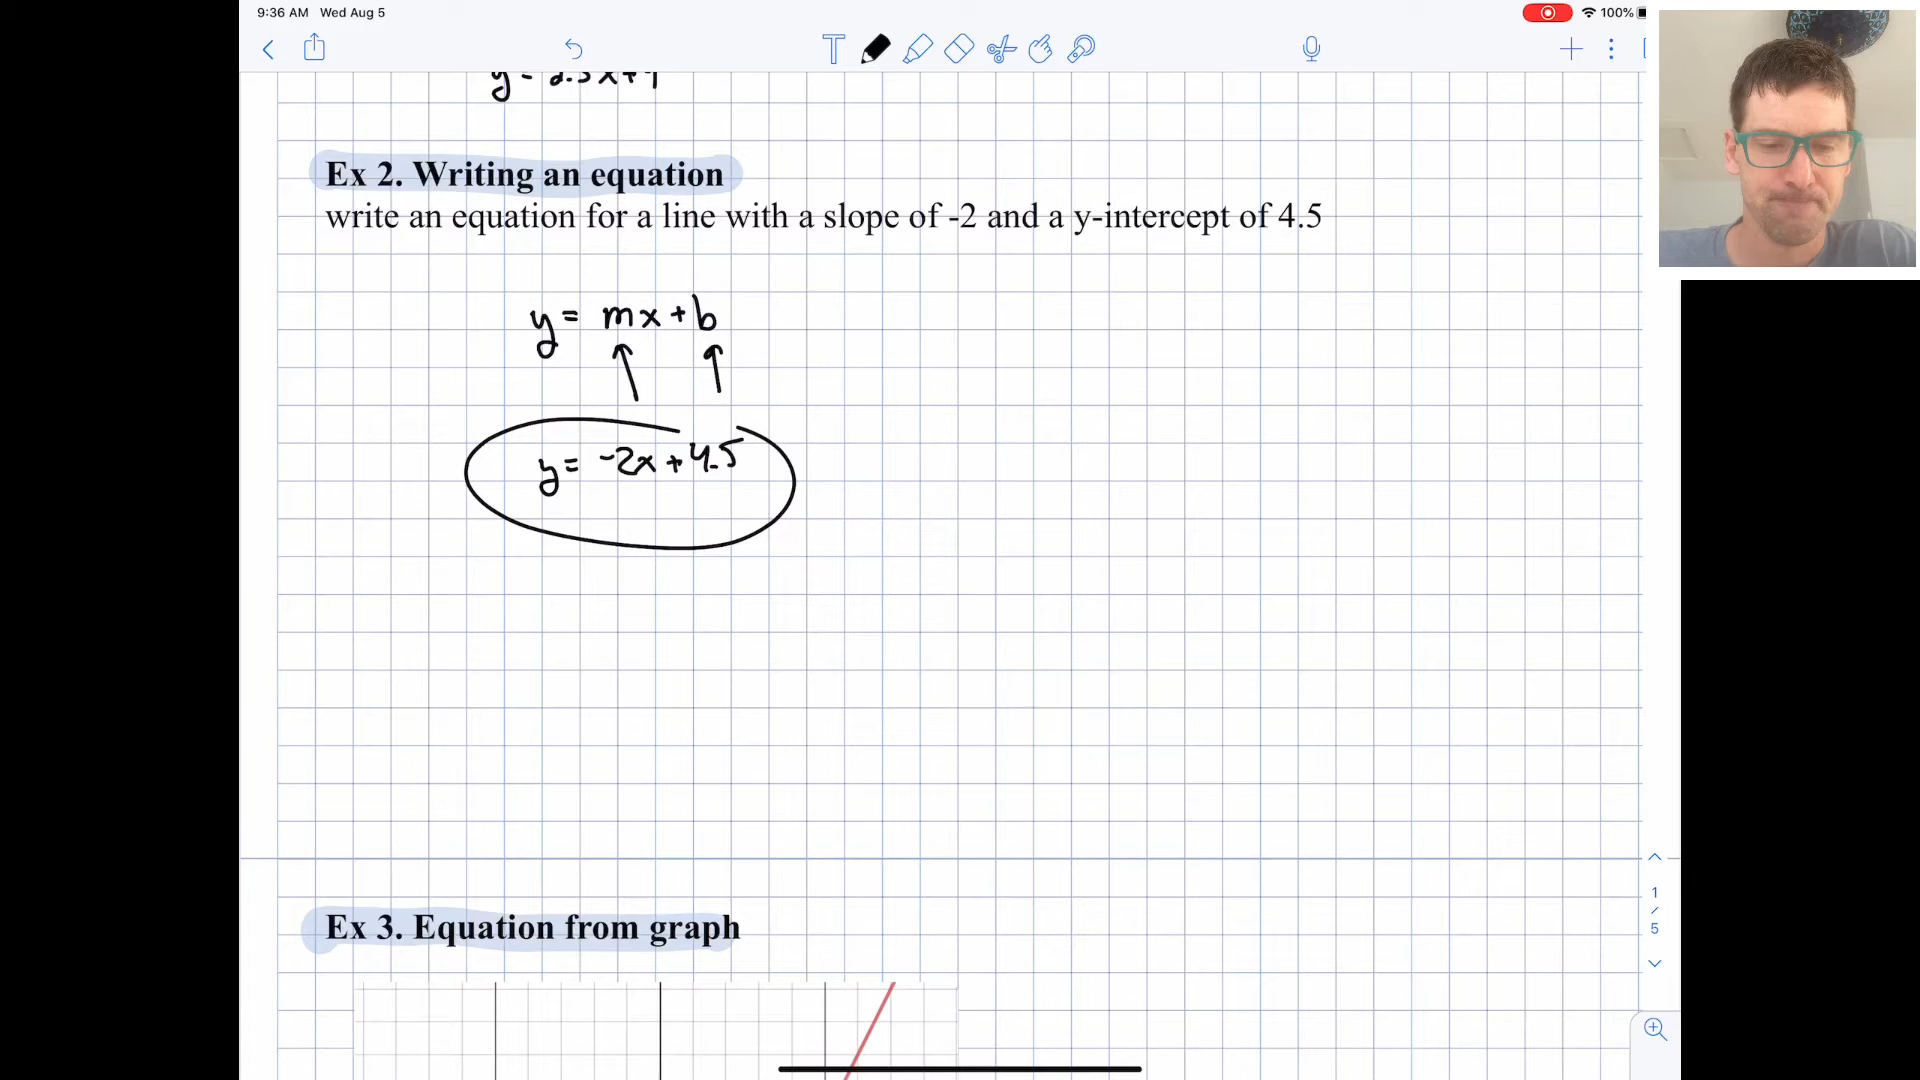 9:36 AM Wed Aug 5
100%
T
Ex 2. Writing an equation
write an equation for a line with a slope of -2 and a y-intercept of 4.5
y = mx + b
y = -2x + 4.5
1
/
5
Ex 3. Equation from graph